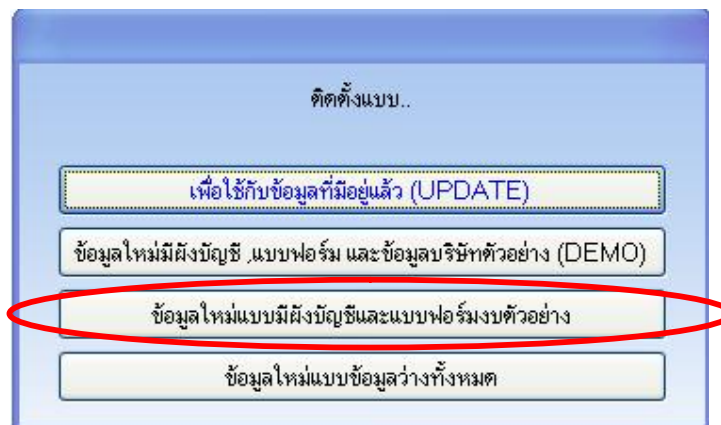 ติดตั้งแบบ..
เพื่อใช้กับข้อมูลที่มีอยู่แล้ว (UPDATE)
ข้อมูลใหม่มีผังบัญชี ,แบบฟอร์ม และข้อมูลบริษัทตัวอย่าง (DEMO)
ข้อมูลใหม่แบบมีผังบัญชีและแบบฟอร์มงบตัวอย่าง
ข้อมูลใหม่แบบข้อมูลว่างทั้งหมด